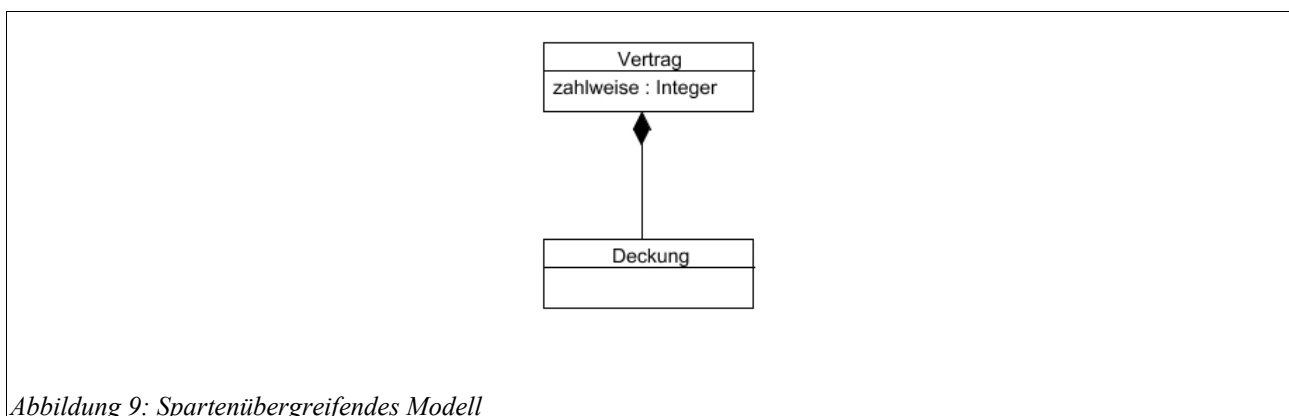 Vertrag
zahlweise : Integer
Deckung
Abbildung 9: Spartenübergreifendes Modell